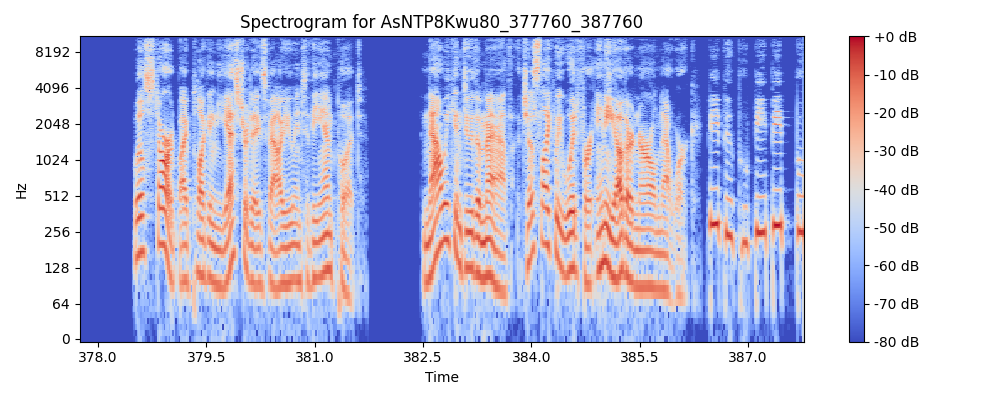 Spectrogram for AsNTP8Kwu80_377760_387760
8192
4096
2048
1024
512
256
128
64
0
Hz
378.0 379.5 381.0 382.5 384.0 385.5 387.0
Time
+0 dB
-10 dB
-20 dB
-30 dB
-40 dB
-50 dB
-60 dB
-70 dB
-80 dB